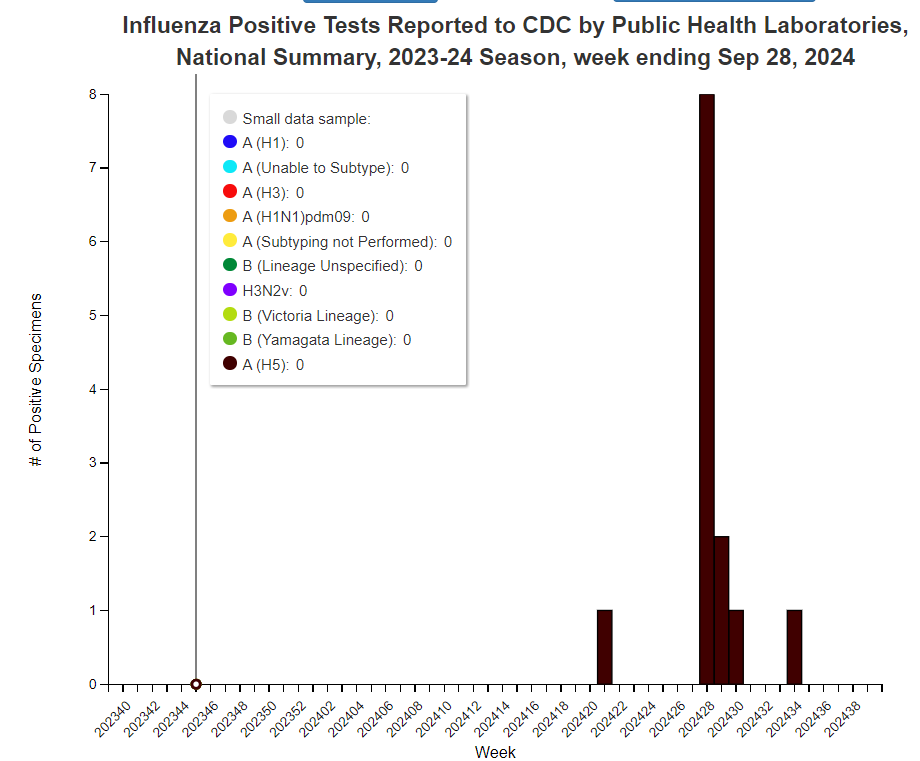 Influenza Positive Tests Reported to CDC by Public Health Laboratories,
National Summary, 2023-24 Season, week ending Sep 28, 2024
Small data sample:
A (H1): 0
A (Unable to Subtype): 0
A (H3): 0
A (H1N1)pdm09: 0
A (Subtyping not Performed): 0
B (Lineage Unspecified): 0
H3N2v: 0
B (Victoria Lineage): 0
B (Yamagata Lineage): 0
A (H5): 0
# of Positive Specimens
8
7
6
5
4
3
2
1
0
202340 202342 202344 202346 202348 202350 202352 202402 202404 202406 202408 202410 202412 202414 202416 202418 202420 202422 202424 202426 202428 202430 202432 202434 202436 202438
Week